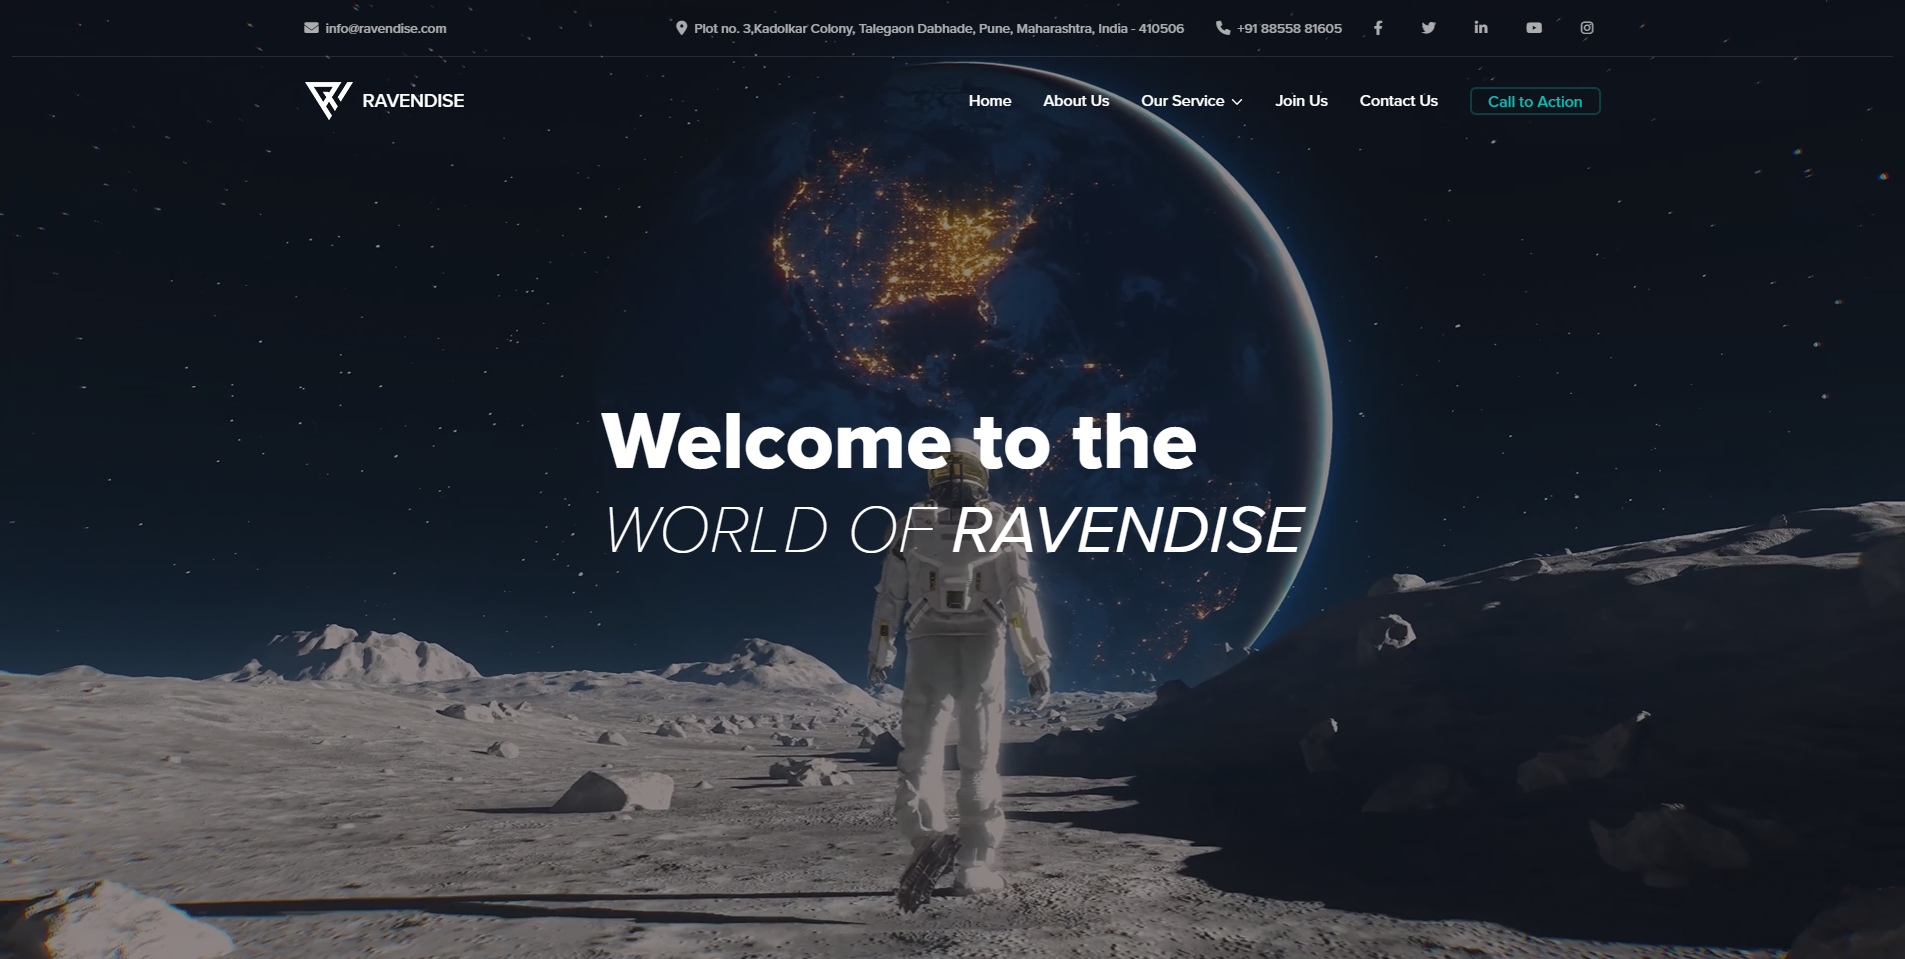 info@ravendise.com
Plot no. 3,Kadolkar Colony, Talegaon Dabhade, Pune, Maharashtra, India - 410506
+91 88558 81605
RAVENDISE
Home
About Us
Our Service
Join Us
Contact Us
Call to Action
Welcome to the
WORLD OF RAVENDISE